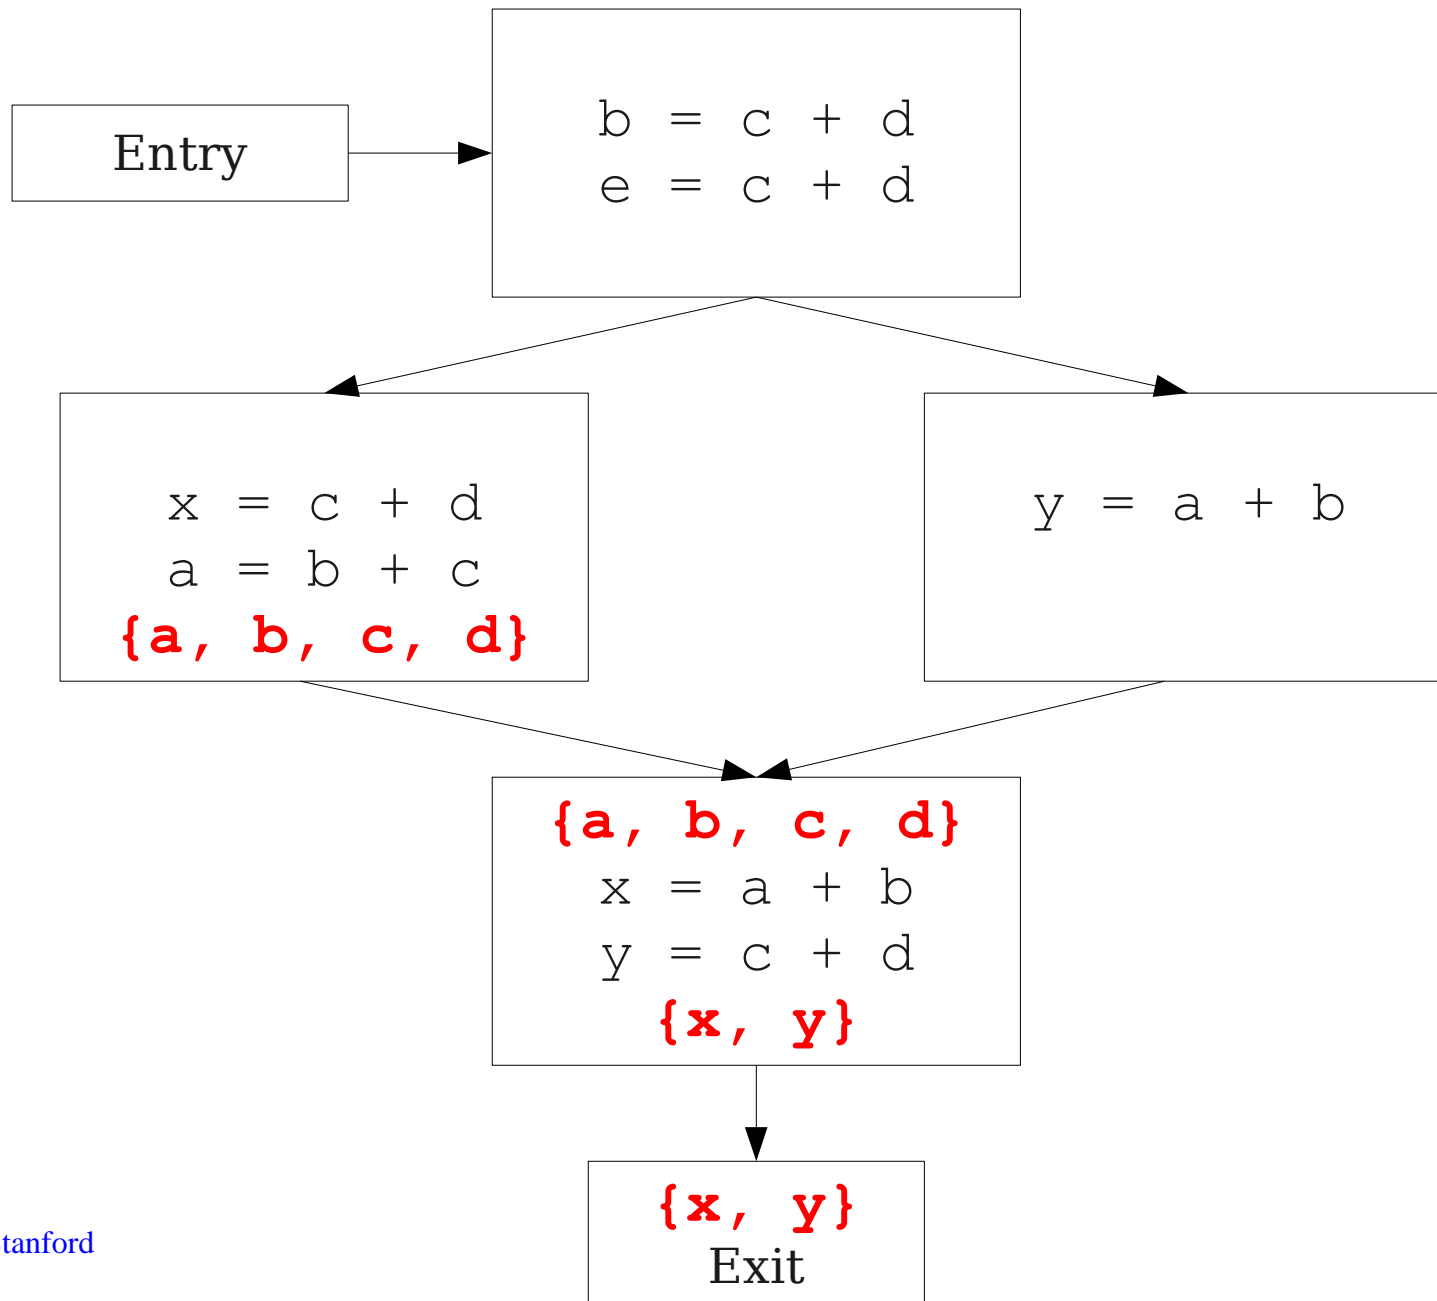 b = c + d
e = c + d
Entry
x = c + d
a = b + c
{a, b, c, d}
y = a + b
{a, b, c, d}
x = a + b
y = c + d
{x, y}
{x, y}
Exit
tanford